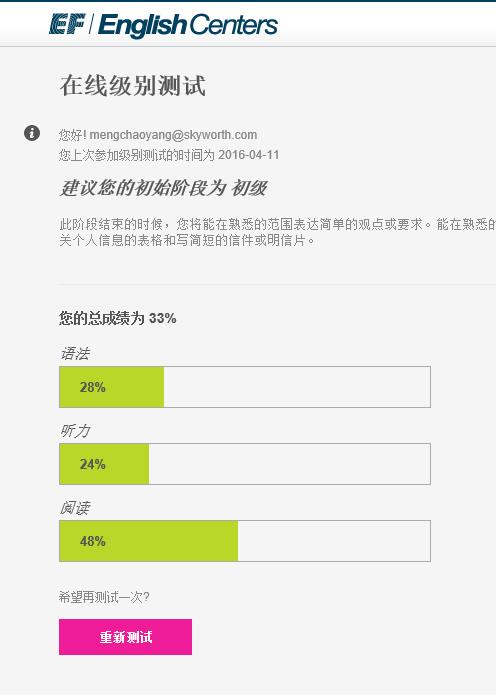 EF English Centers
在线级别测试
您好! mengchaoyang@skyworth.com
您上次参加级别测试的时间为 2016-04-11
建议您的初始阶段为 初级
此阶段结束的时候，您将能在熟悉的范围表达简单的观点或要求。能在熟悉的
关个人信息的表格和写简短的信件或明信片。
您的总成绩为 33%
语法
28%
听力
24%
阅读
48%
希望再测试一次?
重新测试